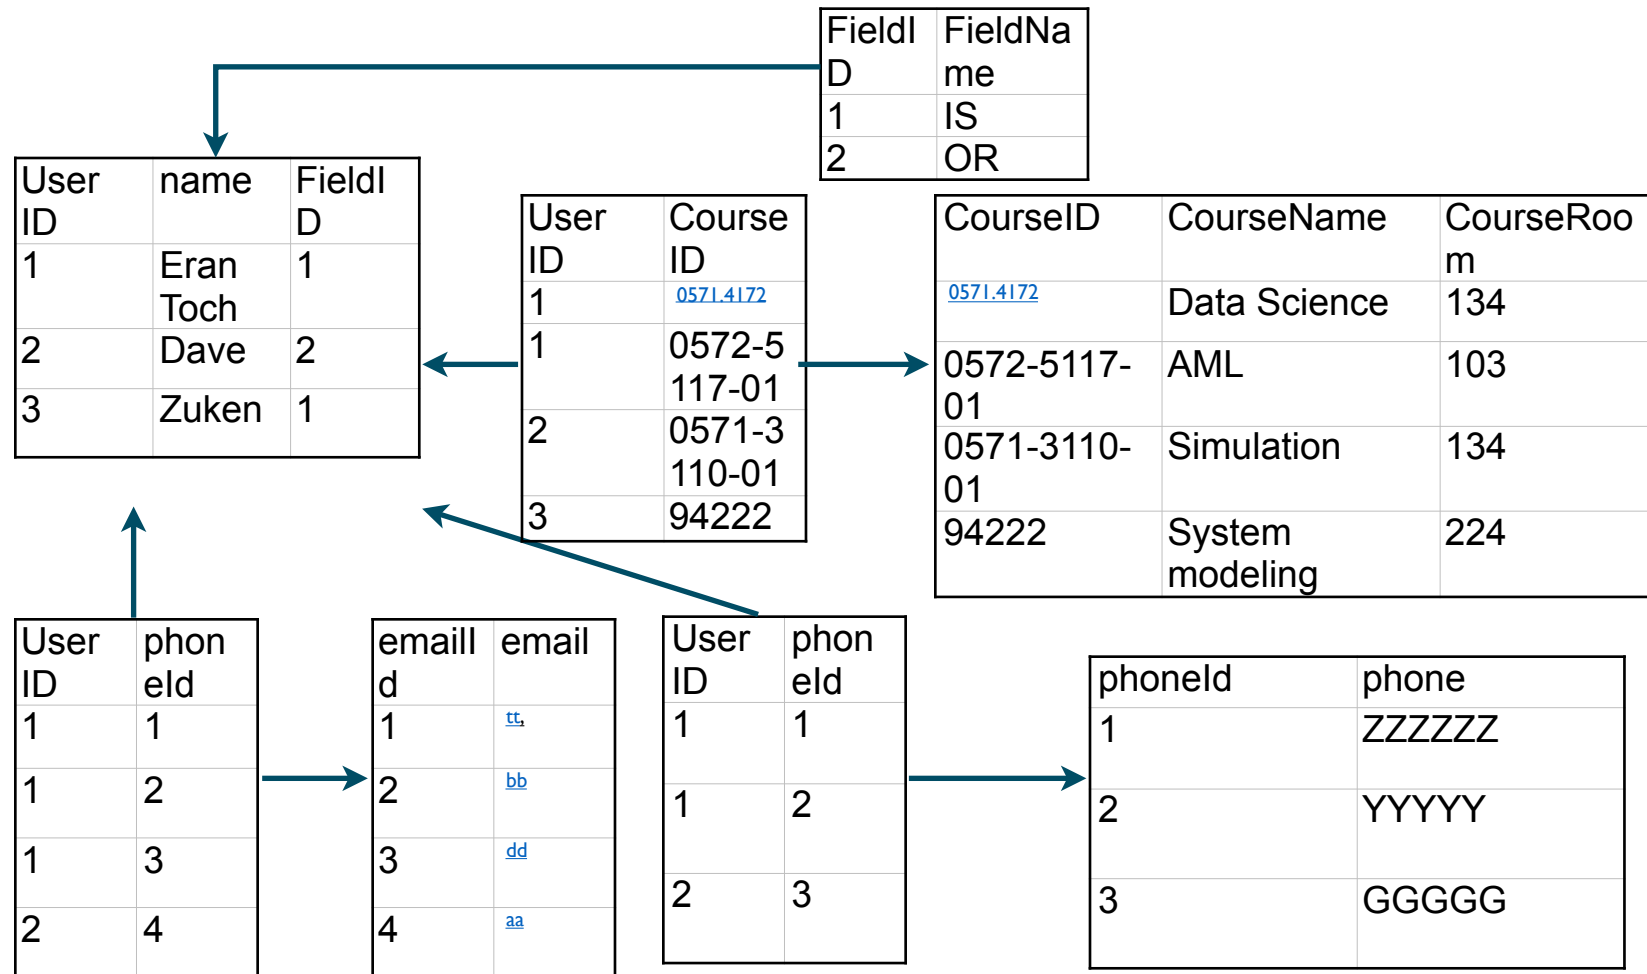 FieldI FieldNa
D me
1 IS
2 OR
User name FieldI
ID D
1 Eran 1
Toch
2 Dave 2
3 Zuken 1
User Course
ID ID
1 0571.4172
1 0572-5
117-01
2 0571-3
110-01
3 94222
CourseID CourseName CourseRoo
m
0571.4172 Data Science 134
0572-5117- AML 103
01
0571-3110- Simulation 134
01
94222 System 224
modeling
User phon
ID eId
1 1
1 2
1 3
2 4
emailI email
d
1 tt,
2 bb
3 dd
4 aa
User phon
ID eId
1 1
1 2
2 3
phoneId phone
1 ZZZZZZ
2 YYYYY
3 GGGGG